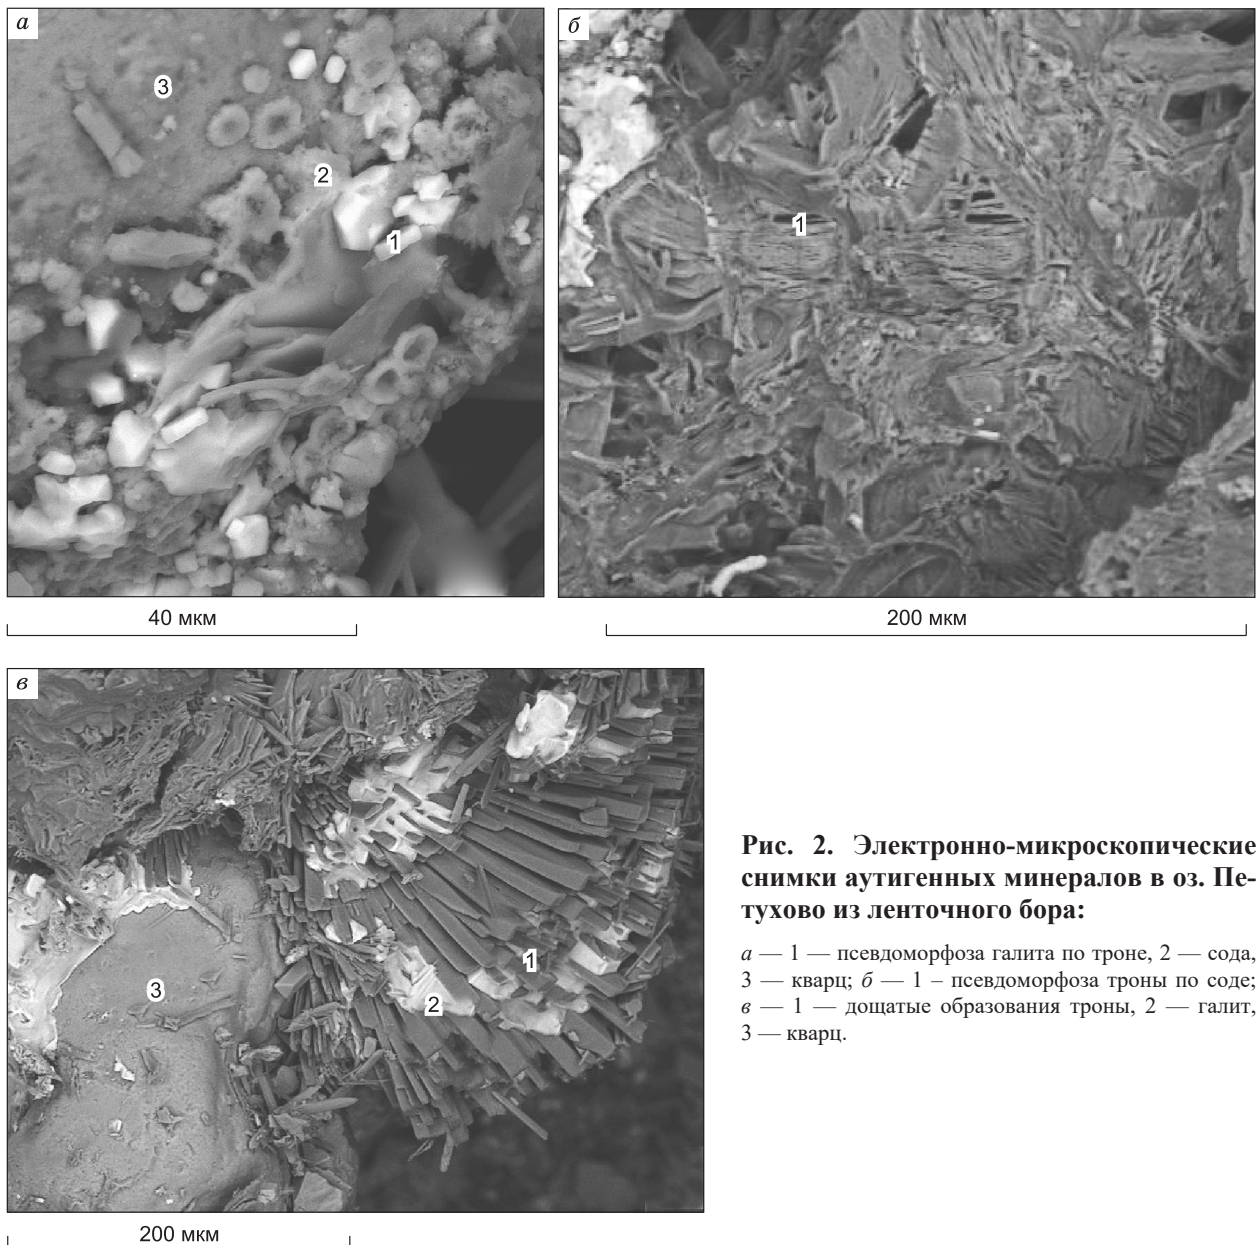 а
3
2
1
40 мкм
б
1
200 мкм
в
1
2
3
200 мкм
Рис. 2. Электронно-микроскопические
снимки аутигенных минералов в оз. Пе-
тухово из ленточного бора:
а — 1 — псевдоморфоза галита по троне, 2 — сода,
3 — кварц; б — 1 – псевдоморфоза троны по соде;
в — 1 — дощатые образования троны, 2 — галит,
3 — кварц.